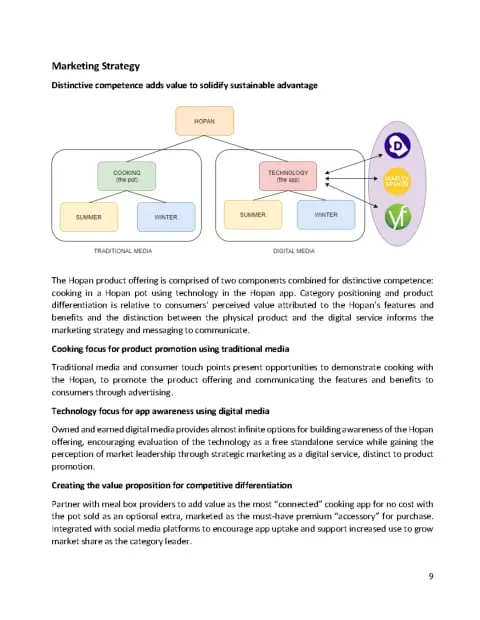 Marketing Strategy
Distinctive competence adds value to solidify sustainable advantage
HOPAN
COOKING
(the pot)
TECHNOLOGY
(the app)
D
MARLEY
SPOON
SUMMER
WINTER
SUMMER
WINTER
TRADITIONAL MEDIA
DIGITAL MEDIA
The Hopan product offering is comprised of two components combined for distinctive competence:
cooking in a Hopan pot using technology in the Hopan app. Category positioning and product
differentiation is relative to consumers' perceived value attributed to the Hopan's features and
benefits and the distinction between the physical product and the digital service informs the
marketing strategy and messaging to communicate.
Cooking focus for product promotion using traditional media
Traditional media and consumer touch points present opportunities to demonstrate cooking with
the Hopan, to promote the product offering and communicating the features and benefits to
consumers through advertising.
Technology focus for app awareness using digital media
Owned and earned digital media provides almost infinite options for building awareness of the Hopan
offering, encouraging evaluation of the technology as a free standalone service while gaining the
perception of market leadership through strategic marketing as a digital service, distinct to product
promotion.
Creating the value proposition for competitive differentiation
Partner with meal box providers to add value as the most “connected” cooking app for no cost with
the pot sold as an optional extra, marketed as the must-have premium “accessory” for purchase.
Integrated with social media platforms to encourage app uptake and support increased use to grow
market share as the category leader.
9